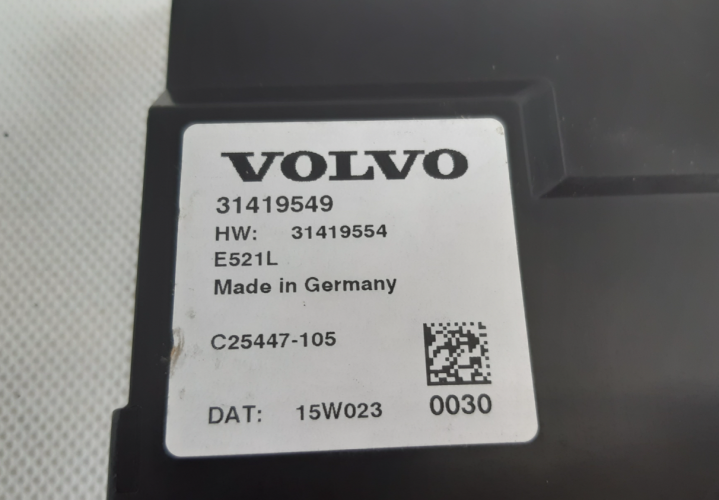 VOLVO
31419549
HW: 31419554
E521L
Made in Germany
C25447-105
DAT: 15W023 0030